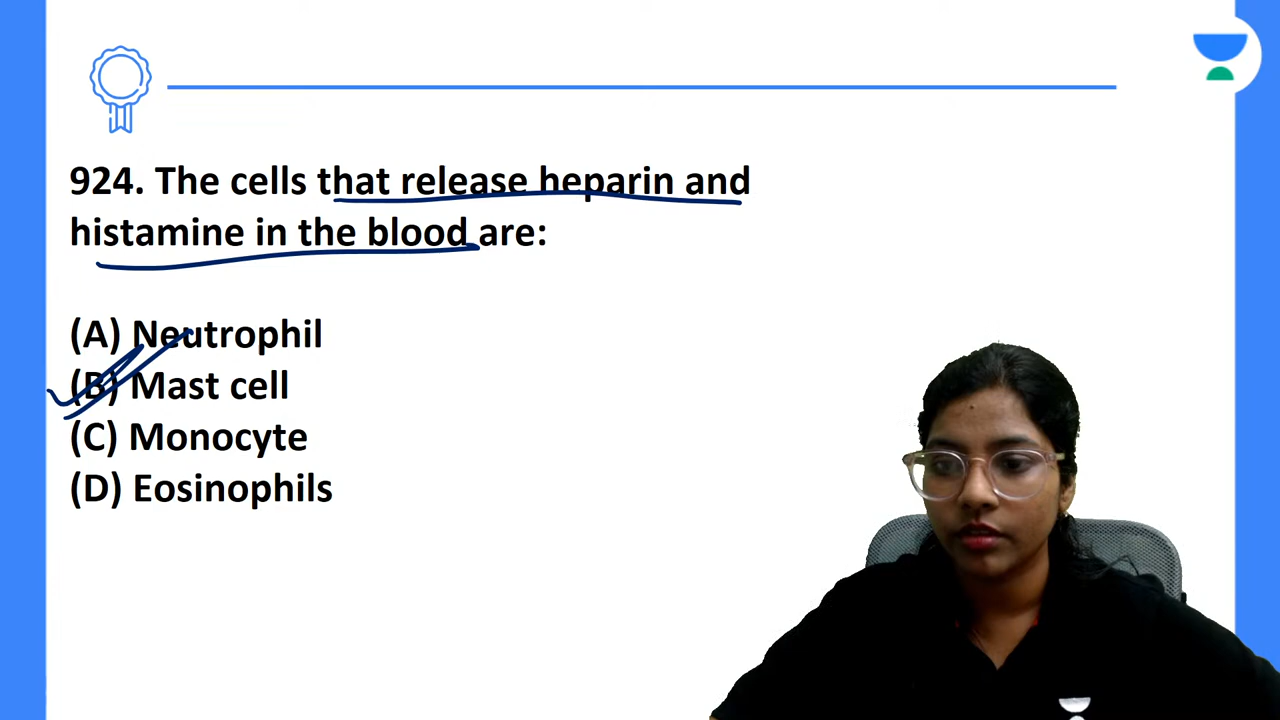 924. The cells that release heparin and
histamine in the blood are:
(A) Neutrophil
(B) Mast cell
(C) Monocyte
(D) Eosinophils